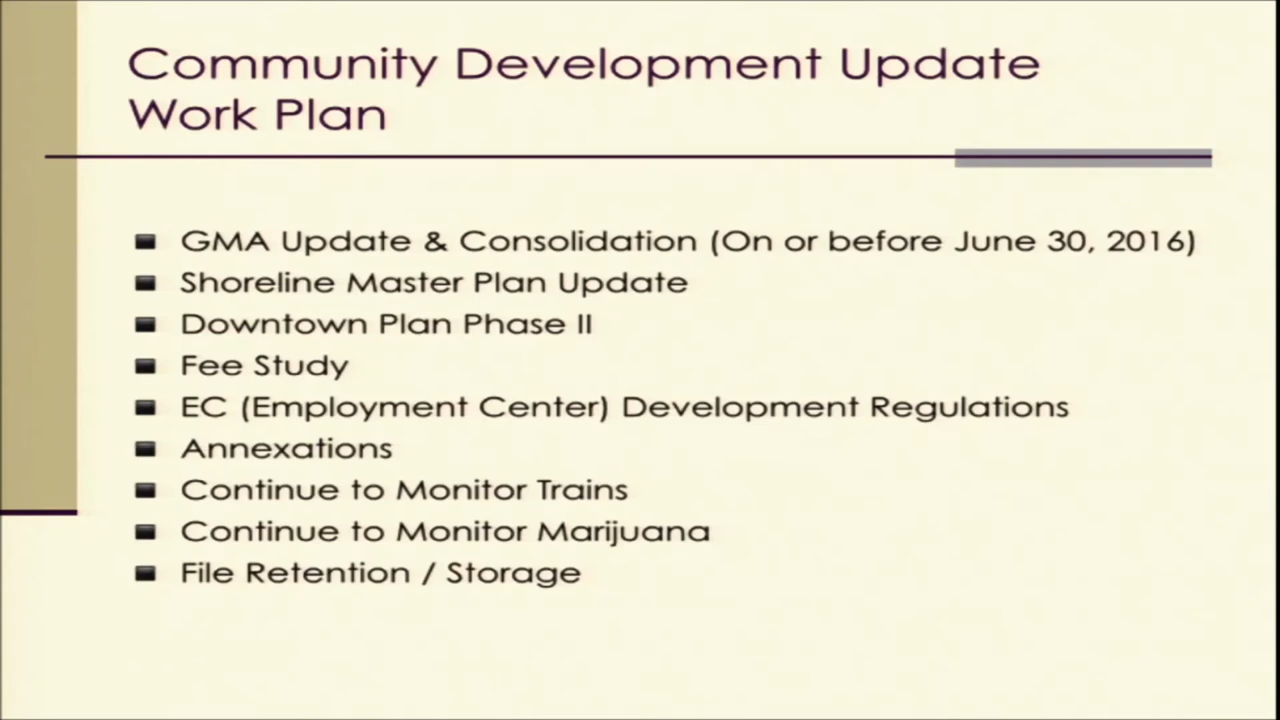 Community Development Update
Work Plan
GMA Update & Consolidation (On or before June 30, 2016)
Shoreline Master Plan Update
Downtown Plan Phase II
Fee Study
EC (Employment Center) Development Regulations
Annexations
Continue to Monitor Trains
Continue to Monitor Marijuana
File Retention / Storage